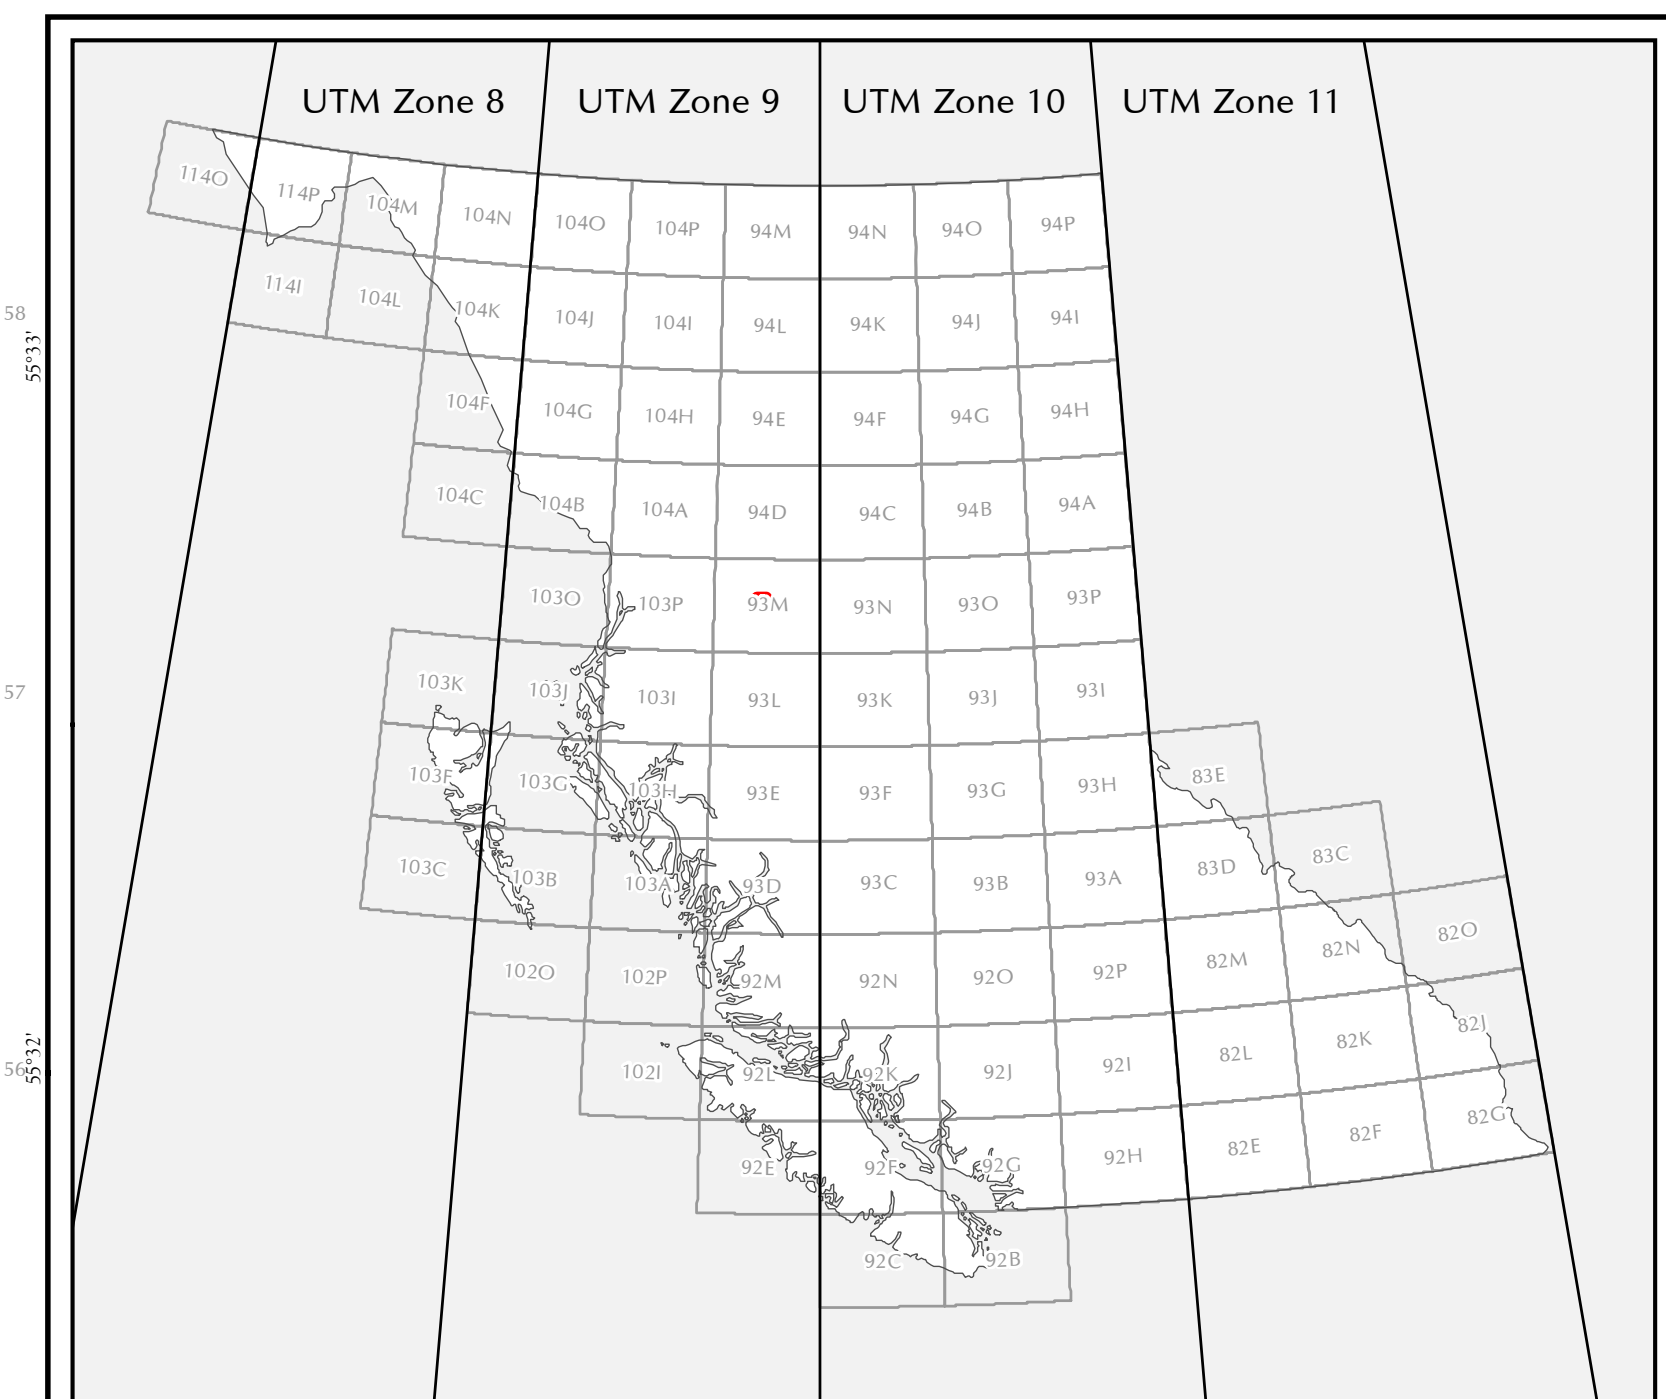 UTM Zone 8 UTM Zone 9 UTM Zone 10 UTM Zone 11
114O 114P 104M 104N 104O 104P 94M 94N 94O 94P
114I 104L 104K 104J 104I 94L 94K 94J 94I
58
55°33'
104F 104G 104H 94E 94F 94G 94H
104C 104B 104A 94D 94C 94B 94A
103O 103P 93M 93N 93O 93P
57
103K 103J 103I 93L 93K 93J 93I
103F 103G 103H 93E 93F 93G 93H 83E
103C 103B 103A 93D 93C 93B 93A 83D 83C
102O 102P 92M 92N 92O 92P 82M 82N 82O
56
55°32'
102I 92L 92K 92J 92I 82L 82K 82J
92E 92F 92G 92H 82E 82F 82G
92C 92B